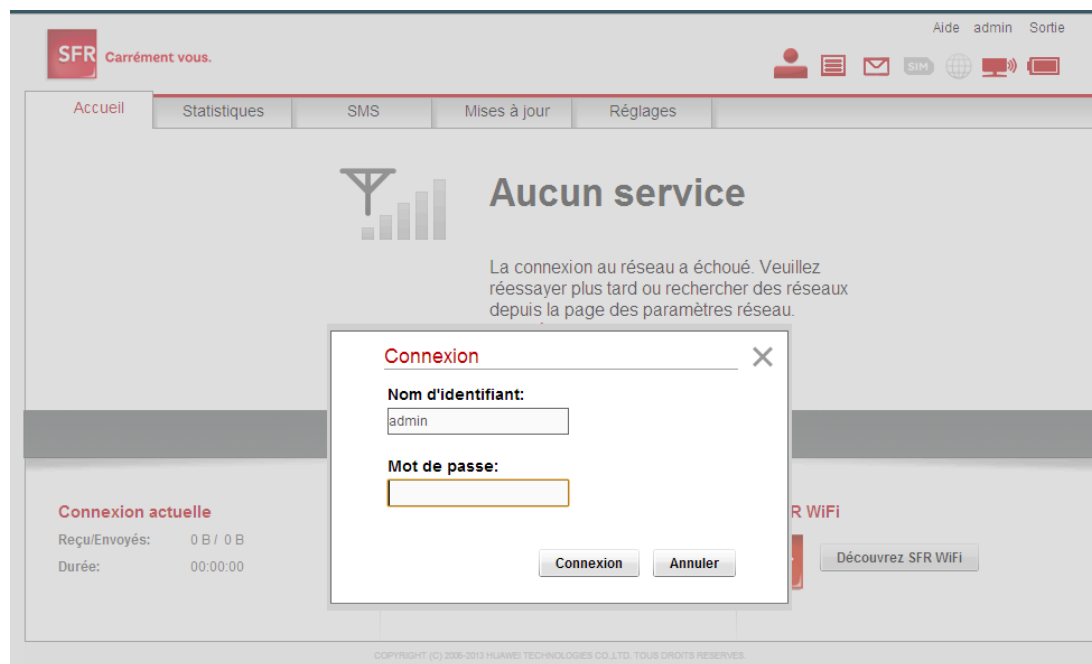 Aide admin Sortie
SFR Carrément vous.
SIM
Accueil Statistiques SMS Mises à jour Réglages
Aucun service
La connexion au réseau a échoué. Veuillez
réessayer plus tard ou rechercher des réseaux
depuis la page des paramètres réseau.
Connexion
Nom d'identifiant:
admin
Mot de passe:
Connexion Annuler
Connexion actuelle
Reçu/Envoyés: 0 B / 0 B
Durée: 00:00:00
R WiFi
Découvrez SFR WiFi
COPYRIGHT (C) 2006-2013 HUAWEI TECHNOLOGIES CO.,LTD. TOUS DROITS RESERVES.